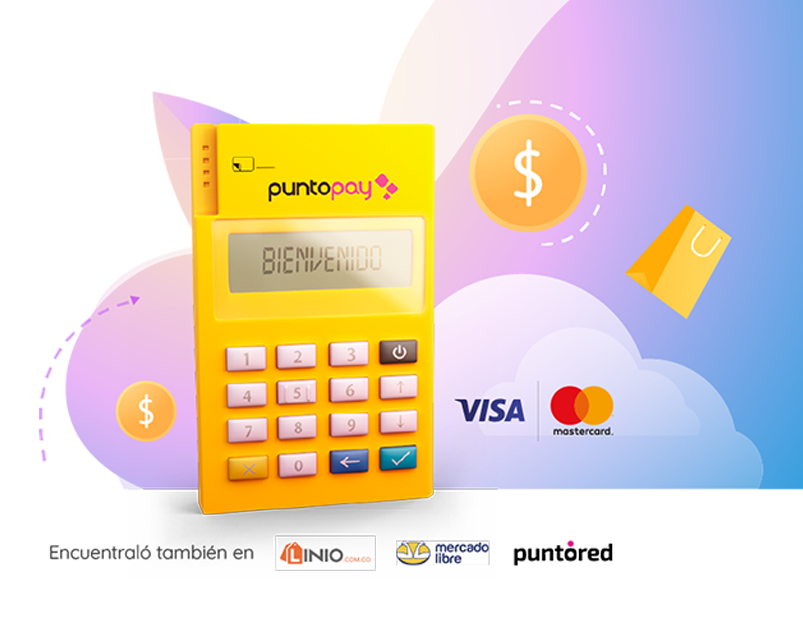 puntopay
BIENVENIDO
1 2 3
4 5 6
7 8 9
0
$
$
VISA
mastercard.
Encuentraló también en
LINIO.COM.CO
mercado
libre
puntored